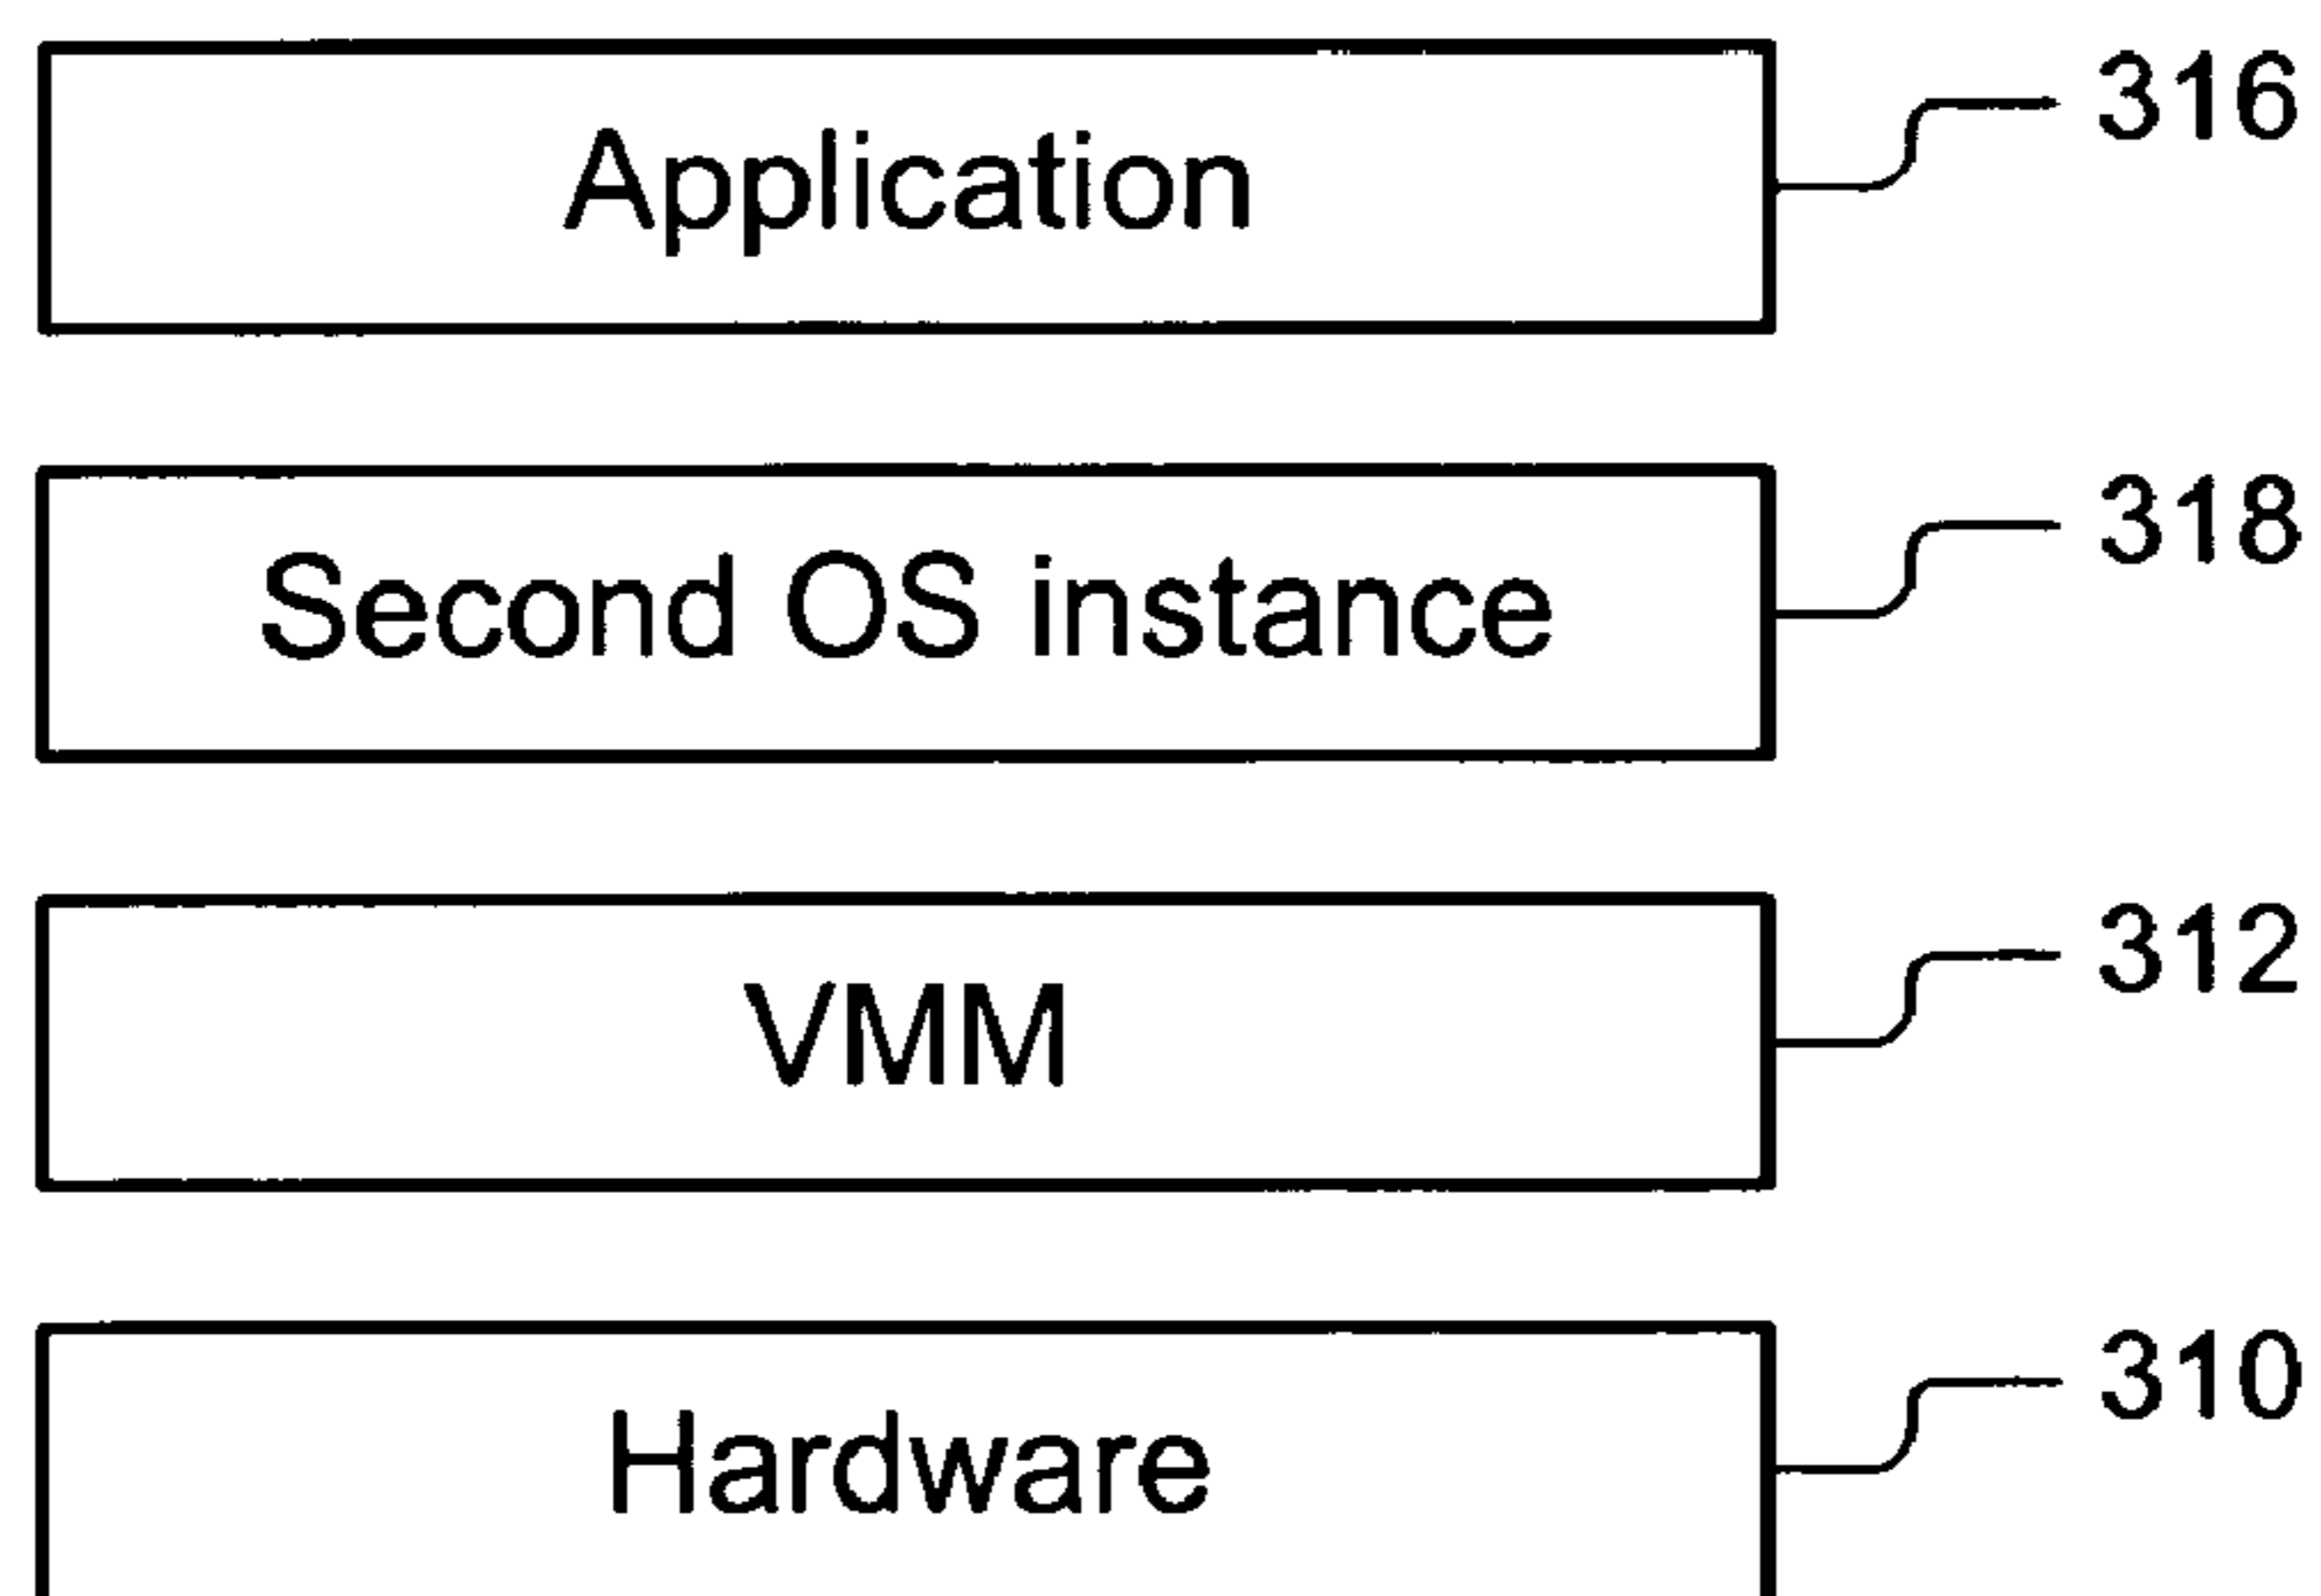 Application
316
Second OS instance
318
VMM
312
Hardware
310